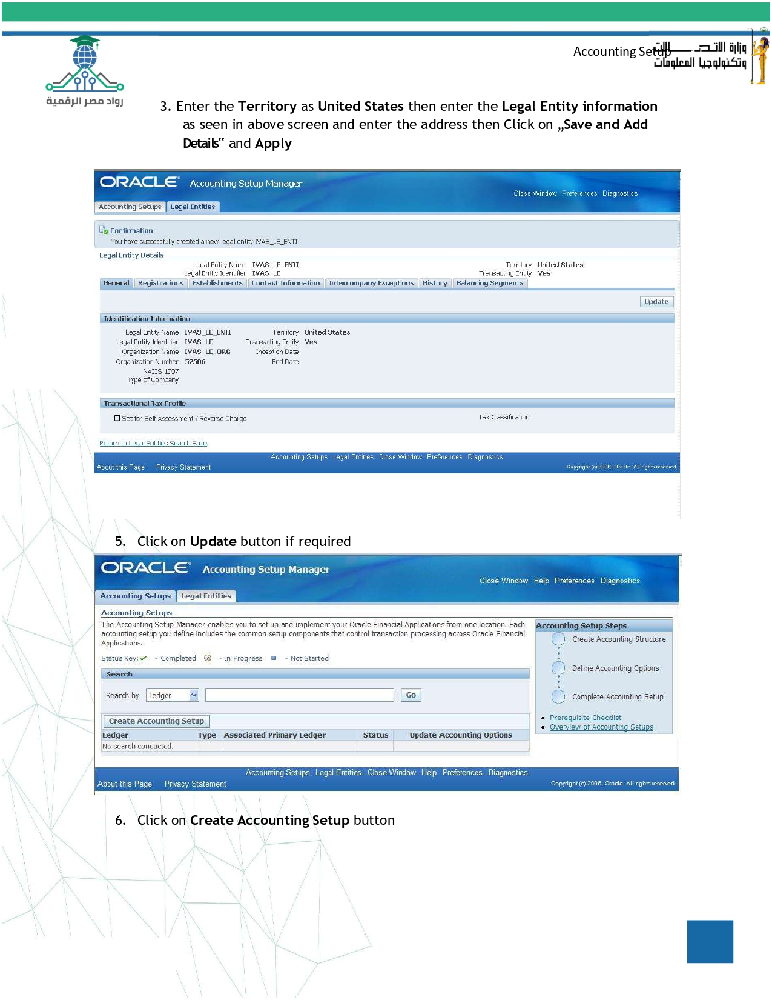 Accounting Setup
وزارة الاتصالات
وتكنولوجيا المعلومات
رواد مصر الرقمية
3. Enter the Territory as United States then enter the Legal Entity information
as seen in above screen and enter the address then Click on „Save and Add
Details‟ and Apply
ORACLE® Accounting Setup Manager
Close Window Preferences Diagnostics
Accounting Setups Legal Entities
Confirmation
You have successfully created a new legal entity IVAS_LE_ENTI.
Legal Entity Details
Legal Entity Name IVAS_LE_ENTI Territory United States
Legal Entity Identifier IVAS_LE Transacting Entity Yes
General Registrations Establishments Contact Information Intercompany Exceptions History Balancing Segments
Update
Identification Information
Legal Entity Name IVAS_LE_ENTI Territory United States
Legal Entity Identifier IVAS_LE Transacting Entity Yes
Organization Name IVAS_LE_ORG Inception Date
Organization Number 52506 End Date
NAICS 1997
Type of Company
Transactional Tax Profile
Set for Self Assessment / Reverse Charge Tax Classification
Return to Legal Entities Search Page
Accounting Setups Legal Entities Close Window Preferences Diagnostics
About this Page Privacy Statement Copyright (c) 2006, Oracle. All rights reserved.
5. Click on Update button if required
ORACLE® Accounting Setup Manager
Close Window Help Preferences Diagnostics
Accounting Setups Legal Entities
Accounting Setups
The Accounting Setup Manager enables you to set up and implement your Oracle Financial Applications from one location. Each
accounting setup you define includes the common setup components that control transaction processing across Oracle Financial
Applications.
Status Key: - Completed - In Progress - Not Started
Search
Search by Ledger Go
Create Accounting Setup
Ledger Type Associated Primary Ledger Status Update Accounting Options
No search conducted.
Accounting Setup Steps
Create Accounting Structure
Define Accounting Options
Complete Accounting Setup
• Prerequisite Checklist
• Overview of Accounting Setups
Accounting Setups Legal Entities Close Window Help Preferences Diagnostics
About this Page Privacy Statement Copyright (c) 2006, Oracle. All rights reserved.
6. Click on Create Accounting Setup button